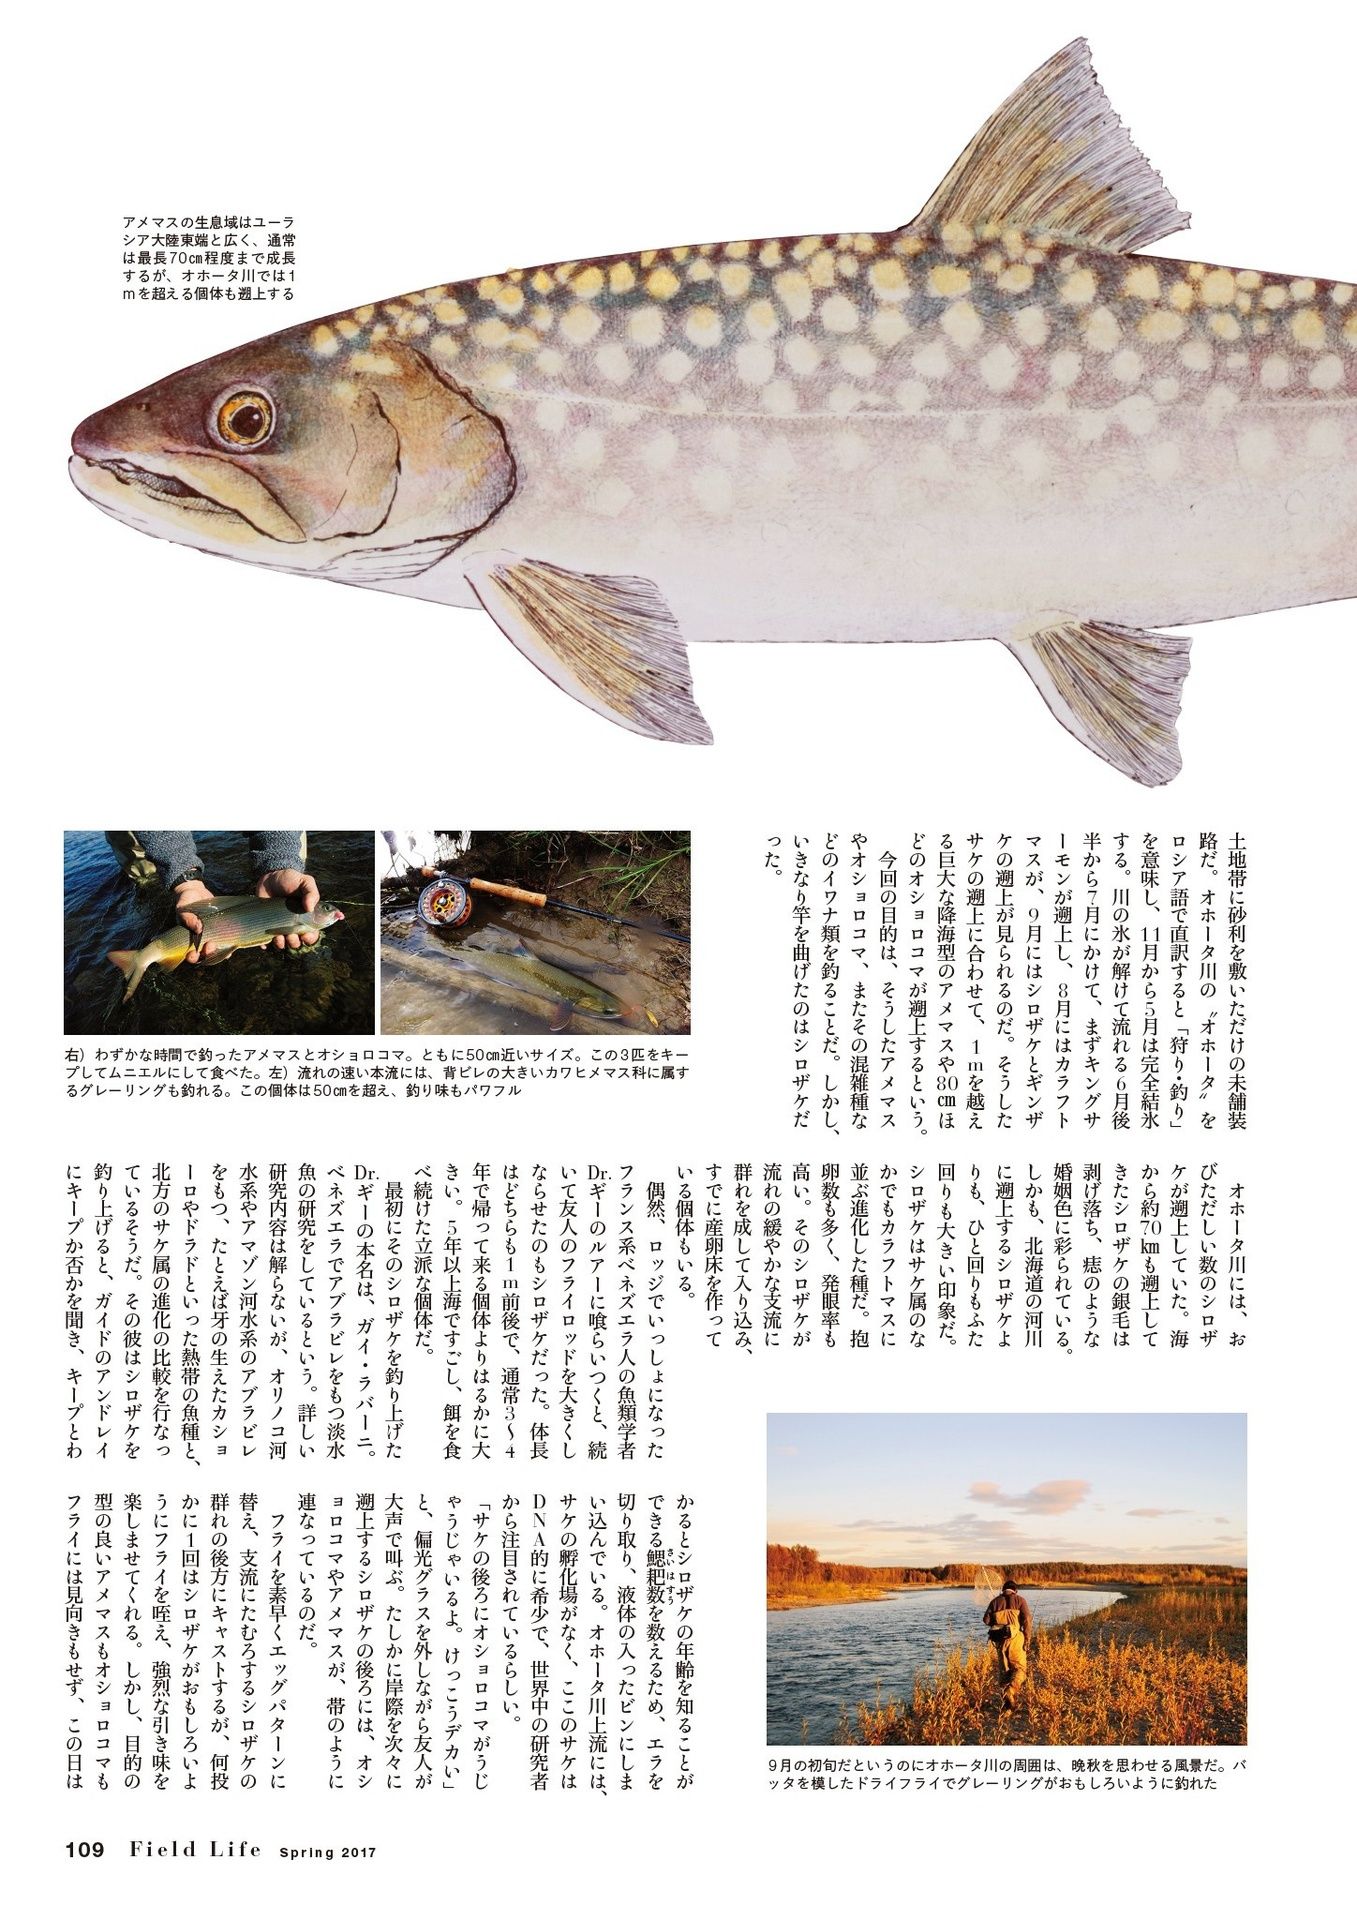 アメマスの生息域はユーラ
シア大陸東端と広く、通常
は最長70㎝程度まで成長
するが、オホータ川では1
mを超える個体も遡上する
土地帯に砂利を敷いただけの未舗装
路だ。オホータ川の〝オホータ〟を
ロシア語で直訳すると「狩り・釣り」
を意味し、11月から5月は完全結氷
する。川の氷が解けて流れる6月後
半から7月にかけて、まずキングサ
ーモンが遡上し、8月にはカラフト
マスが、9月にはシロザケとギンザ
ケの遡上が見られるのだ。そうした
サケの遡上に合わせて、1mを越え
る巨大な降海型のアメマスや80㎝ほ
どのオショロコマが遡上するという。
今回の目的は、そうしたアメマス
やオショロコマ、またその混雑種な
どのイワナ類を釣ることだ。しかし、
いきなり竿を曲げたのはシロザケだ
った。
右）わずかな時間で釣ったアメマスとオショロコマ。ともに50㎝近いサイズ。この3匹をキー
プしてムニエルにして食べた。左）流れの速い本流には、背ビレの大きいカワヒメマス科に属す
るグレーリングも釣れる。この個体は50㎝を超え、釣り味もパワフル
オホータ川には、お
びただしい数のシロザ
ケが遡上していた。海
から約70㎞も遡上して
きたシロザケの銀毛は
剥げ落ち、痣のような
婚姻色に彩られている。
しかも、北海道の河川
に遡上するシロザケよ
りも、ひと回りもふた
回りも大きい印象だ。
シロザケはサケ属のな
かでもカラフトマスに
並ぶ進化した種だ。抱
卵数も多く、発眼率も
高い。そのシロザケが
流れの緩やかな支流に
群れを成して入り込み、
すでに産卵床を作って
いる個体もいる。
偶然、ロッジでいっしょになった
フランス系ベネズエラ人の魚類学者
Dr.ギーのルアーに喰らいつくと、続
いて友人のフライロッドを大きくし
ならせたのもシロザケだった。体長
はどちらも1m前後で、通常3〜4
年で帰って来る個体よりはるかに大
きい。5年以上海ですごし、餌を食
べ続けた立派な個体だ。
最初にそのシロザケを釣り上げた
Dr.ギーの本名は、ガイ・ラバーニ。
ベネズエラでアブラビレをもつ淡水
魚の研究をしているという。詳しい
研究内容は解らないが、オリノコ河
水系やアマゾン河水系のアブラビレ
をもつ、たとえば牙の生えたカショ
ーロやドラドといった熱帯の魚種と、
北方のサケ属の進化の比較を行なっ
ているそうだ。その彼はシロザケを
釣り上げると、ガイドのアンドレイ
にキープか否かを聞き、キープとわ
かるとシロザケの年齢を知ることが
できる鰓耙数を数えるため、エラを
さいはすう
切り取り、液体の入ったビンにしま
い込んでいる。オホータ川上流には、
サケの孵化場がなく、ここのサケは
DNA的に希少で、世界中の研究者
から注目されているらしい。
「サケの後ろにオショロコマがうじ
ゃうじゃいるよ。けっこうデカい」
と、偏光グラスを外しながら友人が
大声で叫ぶ。たしかに岸際を次々に
遡上するシロザケの後ろには、オシ
ョロコマやアメマスが、帯のように
連なっているのだ。
フライを素早くエッグパターンに
替え、支流にたむろするシロザケの
群れの後方にキャストするが、何投
かに1回はシロザケがおもしろいよ
うにフライを咥え、強烈な引き味を
楽しませてくれる。しかし、目的の
型の良いアメマスもオショロコマも
フライには見向きもせず、この日は
9月の初旬だというのにオホータ川の周囲は、晩秋を思わせる風景だ。バ
ッタを模したドライフライでグレーリングがおもしろいように釣れた
109 Field Life Spring 2017